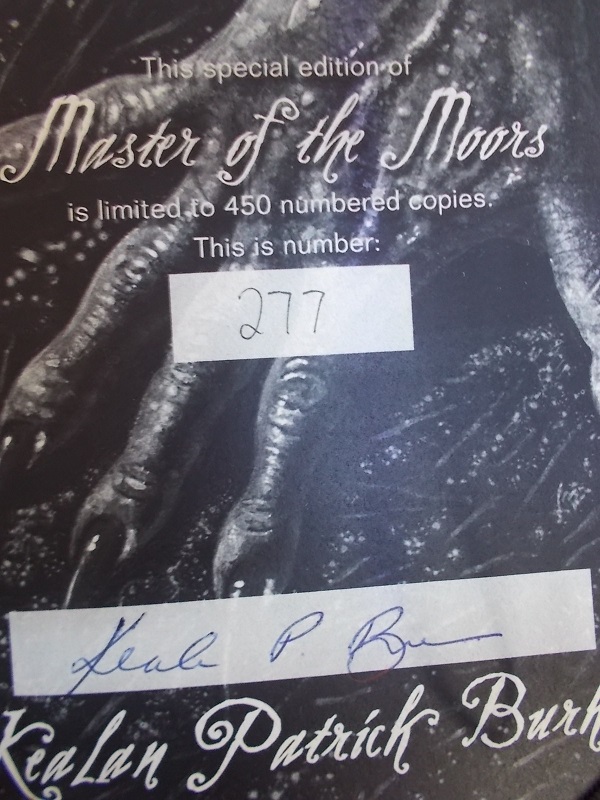 This special edition of
Master of the Moors
is limited to 450 numbered copies.
This is number:
277
Kealan Patrick Burk